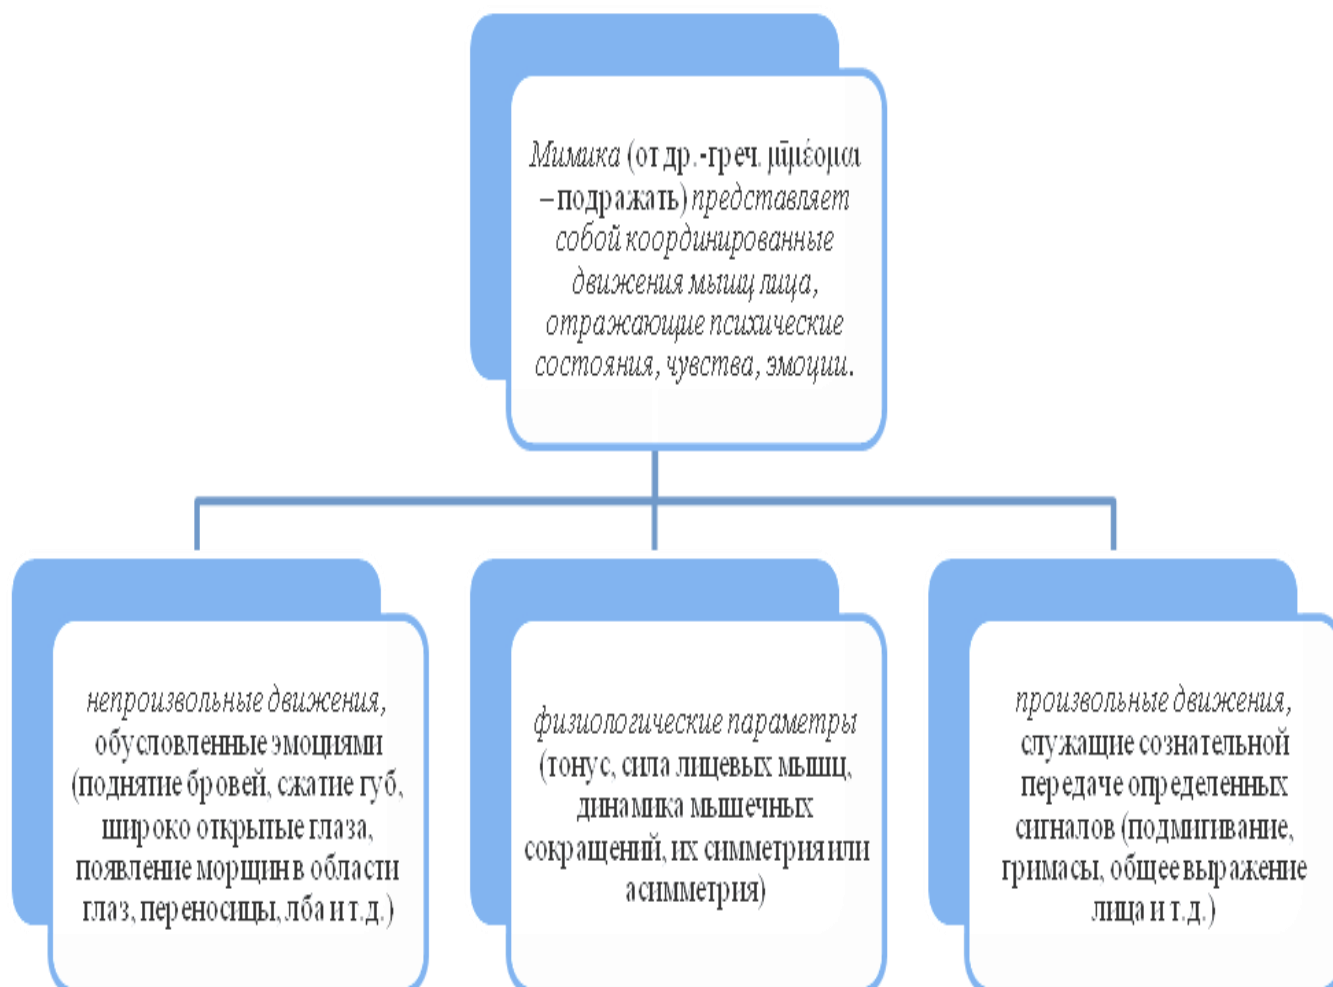 Мимика (от др.-греч. μῑμέομαι
– подражать) представляет
собой координированные
движения мышц лица,
отражающие психические
состояния, чувства, эмоции.
непроизвольные движения,
обусловленные эмоциями
(поднятие бровей, сжатие губ,
широко открытые глаза,
появление морщин в области
глаз, переносицы, лба и т.д.)
физиологические параметры
(тонус, сила лицевых мышц,
динамика мышечных
сокращений, их симметрия или
асимметрия)
произвольные движения,
служащие сознательной
передаче определенных
сигналов (подмигивание,
гримасы, общее выражение
лица и т.д.)